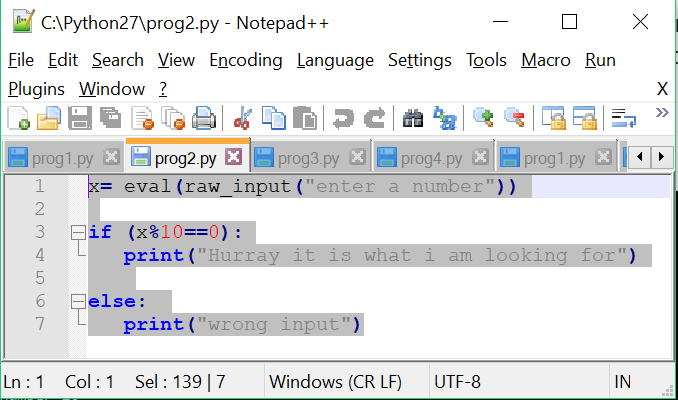 C:\Python27\prog2.py - Notepad++
File Edit Search View Encoding Language Settings Tools Macro Run
Plugins Window ? X
prog1.py prog2.py prog3.py prog4.py prog1.py
1 x= eval(raw_input("enter a number"))
2
3 if (x%10==0):
4 print("Hurray it is what i am looking for")
5
6 else:
7 print("wrong input")
Ln : 1 Col : 1 Sel : 139 | 7 Windows (CR LF) UTF-8 IN